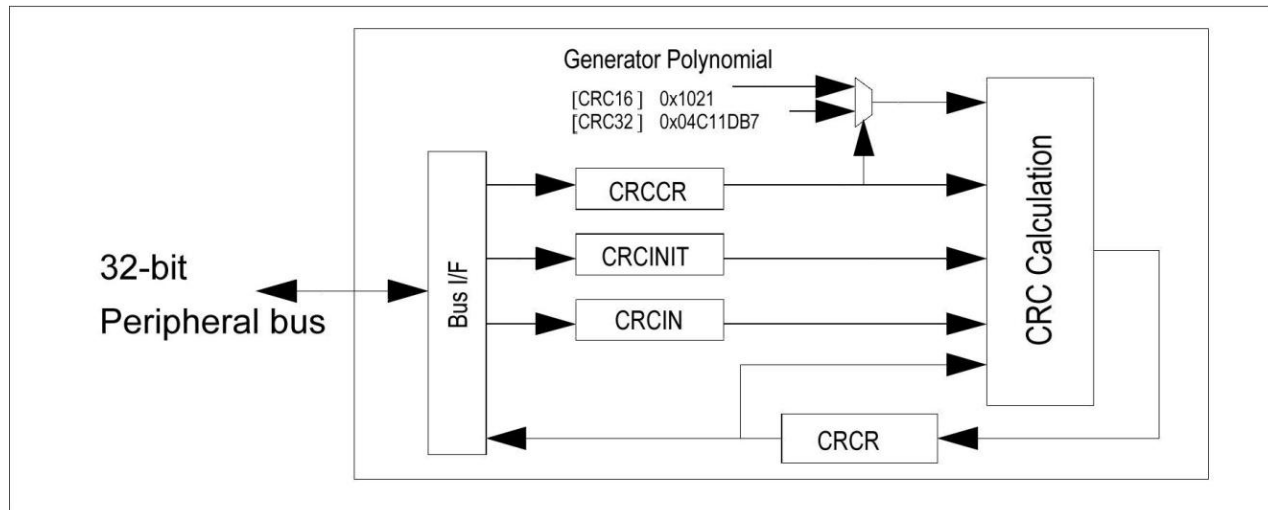 Generator Polynomial
[CRC16] 0x1021
[CRC32] 0x04C11DB7
CRCCR
CRCINIT
CRCIN
CRCR
Bus I/F
CRC Calculation
32-bit
Peripheral bus